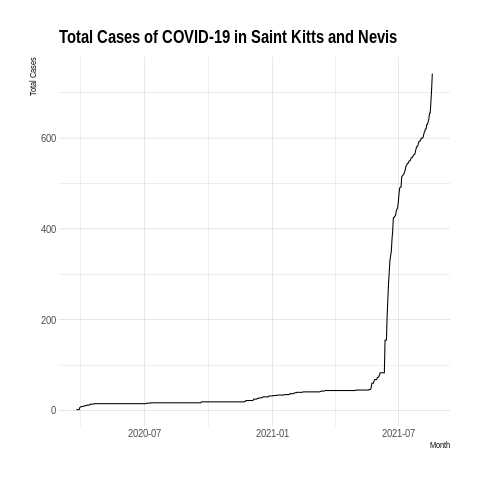 Total Cases of COVID-19 in Saint Kitts and Nevis
Total Cases
600
400
200
0
2020-07 2021-01 2021-07
Month